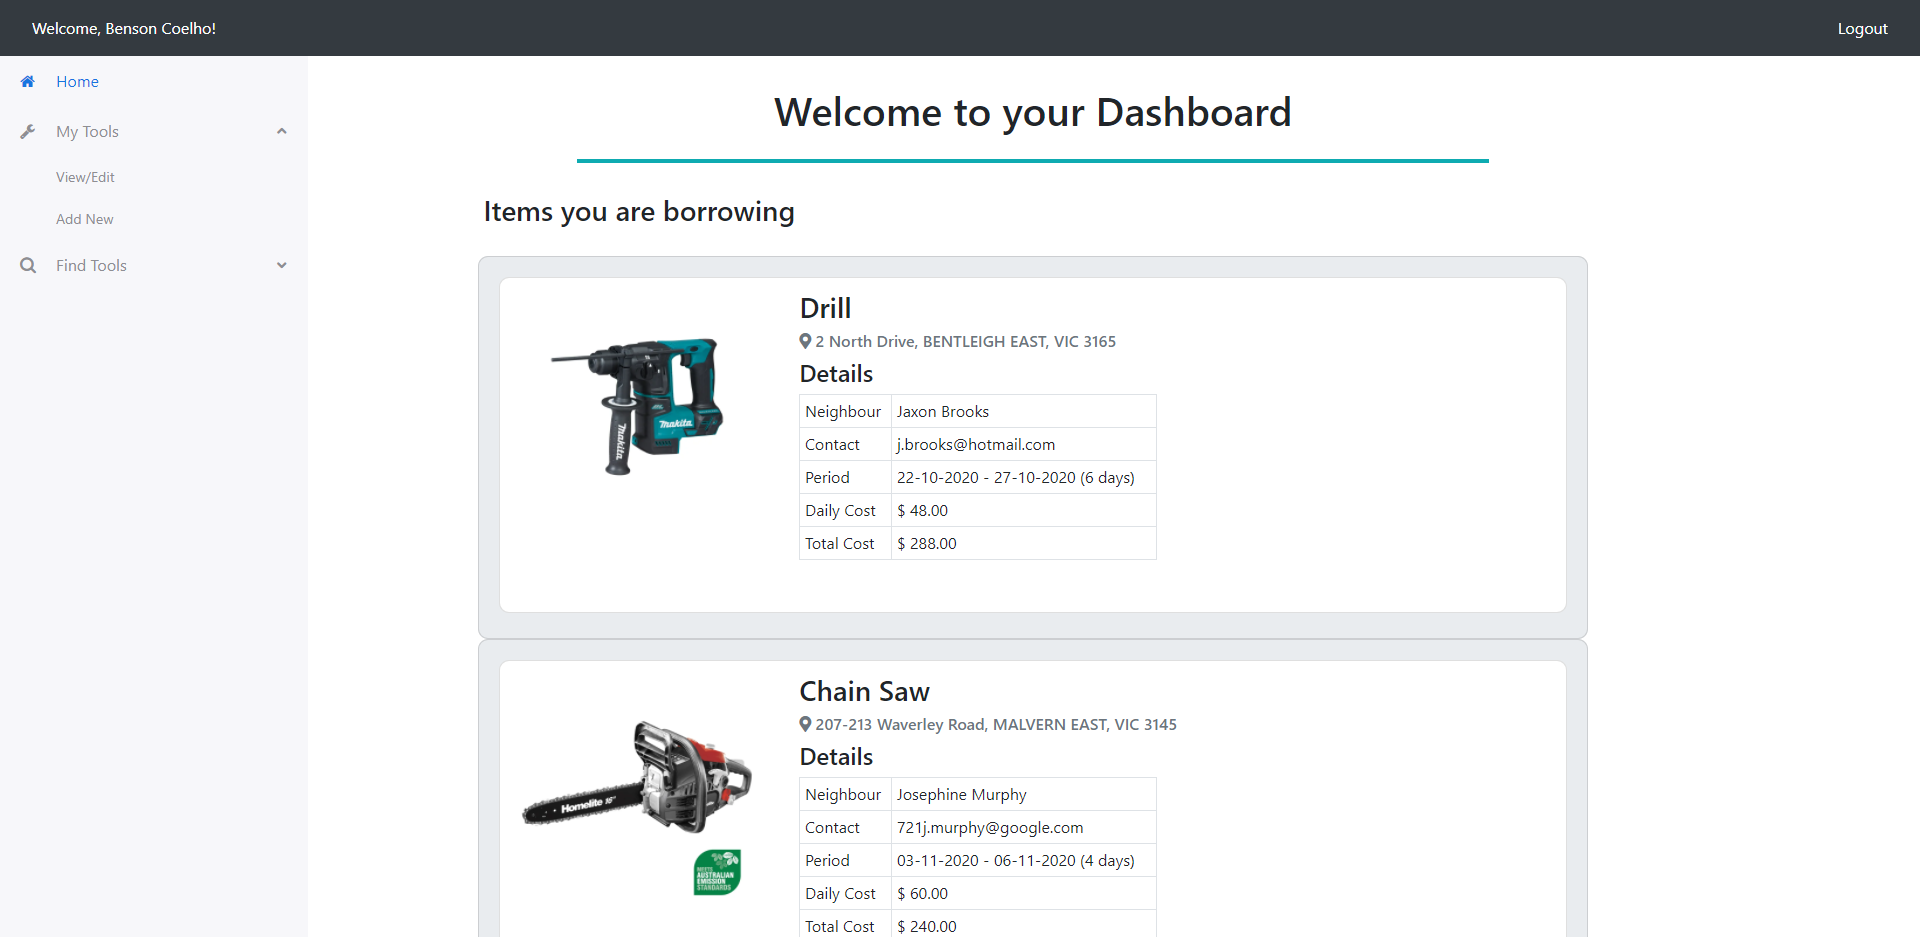 Welcome, Benson Coelho!
Logout
Home
My Tools
View/Edit
Add New
Find Tools
Welcome to your Dashboard
Items you are borrowing
Drill
2 North Drive, BENTLEIGH EAST, VIC 3165
Details
Neighbour Jaxon Brooks
Contact j.brooks@hotmail.com
Period 22-10-2020 - 27-10-2020 (6 days)
Daily Cost $ 48.00
Total Cost $ 288.00
makita
makita
Chain Saw
207-213 Waverley Road, MALVERN EAST, VIC 3145
Details
Neighbour Josephine Murphy
Contact 721j.murphy@google.com
Period 03-11-2020 - 06-11-2020 (4 days)
Daily Cost $ 60.00
Total Cost $ 240.00
Homelite 16"
MEETS
AUSTRALIAN
EMISSION
STANDARDS